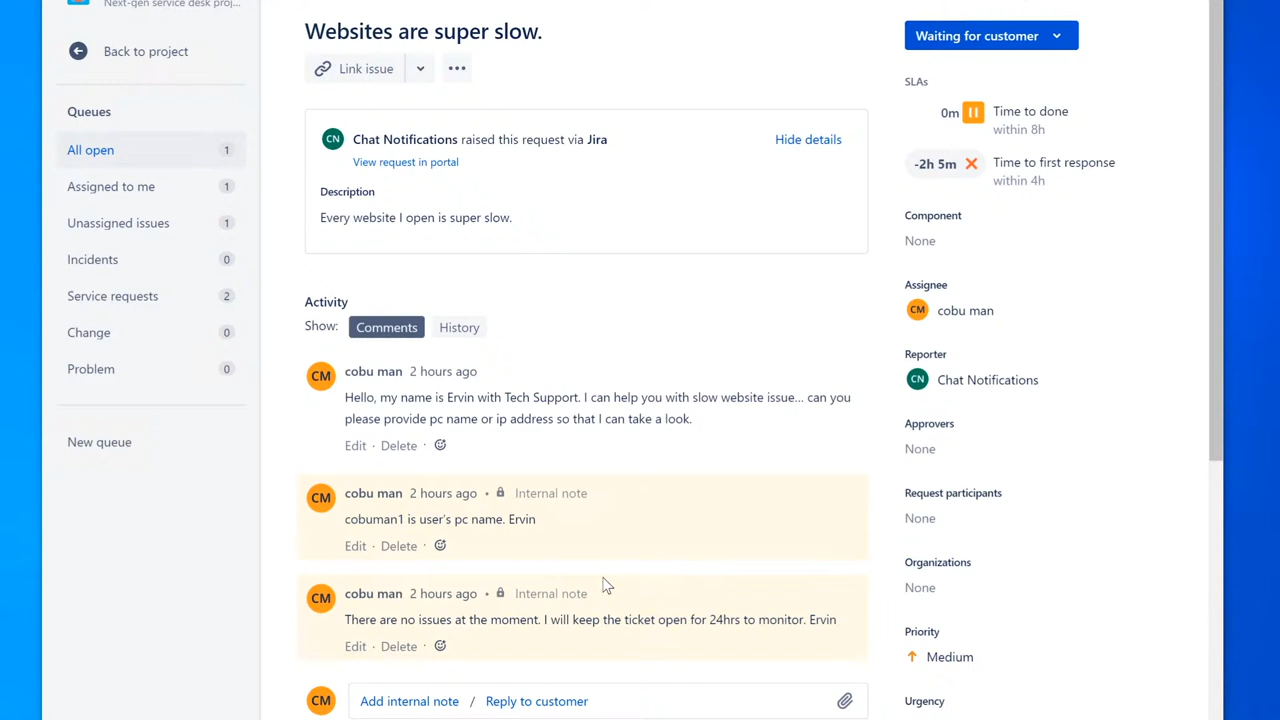 Next-gen service desk proj...
Back to project
Queues
All open 1
Assigned to me 1
Unassigned issues 1
Incidents 0
Service requests 2
Change 0
Problem 0
New queue
Websites are super slow.
Link issue
CN Chat Notifications raised this request via Jira Hide details
View request in portal
Description
Every website I open is super slow.
Activity
Show: Comments History
CM cobu man 2 hours ago
Hello, my name is Ervin with Tech Support. I can help you with slow website issue... can you
please provide pc name or ip address so that I can take a look.
Edit · Delete ·
CM cobu man 2 hours ago • Internal note
cobuman1 is user's pc name. Ervin
Edit · Delete ·
CM cobu man 2 hours ago • Internal note
There are no issues at the moment. I will keep the ticket open for 24hrs to monitor. Ervin
Edit · Delete ·
CM Add internal note / Reply to customer
Waiting for customer
SLAs
0m Time to done
within 8h
-2h 5m Time to first response
within 4h
Component
None
Assignee
CM cobu man
Reporter
CN Chat Notifications
Approvers
None
Request participants
None
Organizations
None
Priority
Medium
Urgency